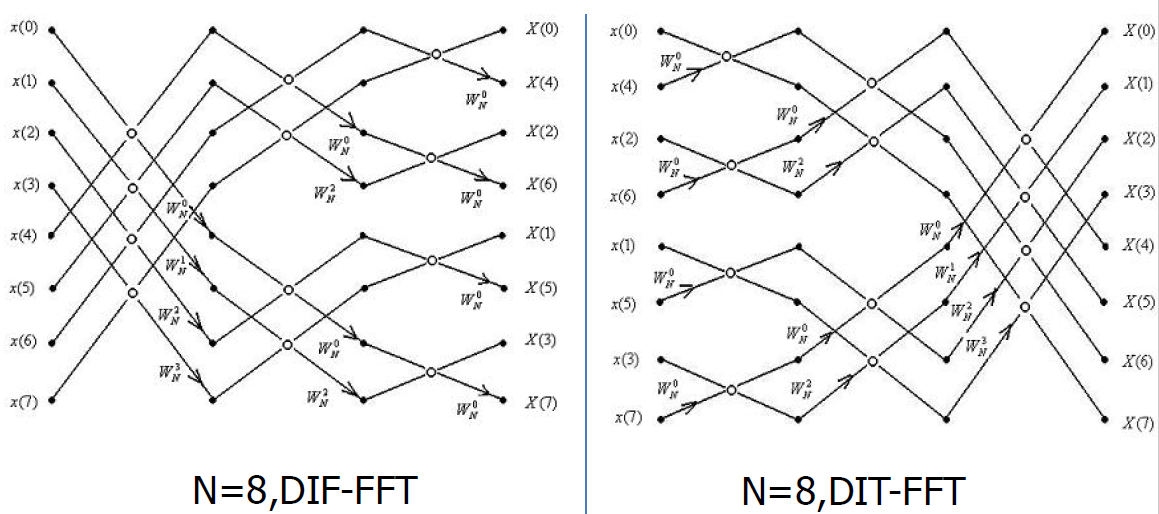 x(0) X(0)
W_N^0
x(1) X(4)
W_N^0
x(2) X(2)
W_N^0
x(3) X(6)
W_N^2
W_N^0
W_N^0
x(4) X(1)
W_N^1
x(5) X(5)
W_N^0
W_N^2
x(6) X(3)
W_N^0
W_N^3
W_N^2
x(7) X(7)
W_N^0
N=8,DIF-FFT
x(0) X(0)
W_N^0
x(4) X(1)
W_N^0
x(2) X(2)
W_N^0
W_N^2
x(6) X(3)
W_N^0
x(1) X(4)
W_N^0
W_N^1
x(5) X(5)
W_N^2
W_N^0
W_N^3
x(3) X(6)
W_N^0
W_N^2
x(7) X(7)
N=8,DIT-FFT